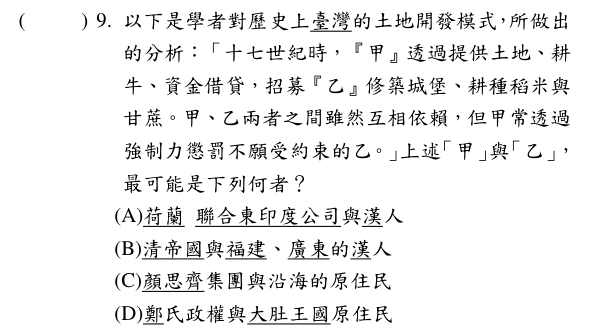 (　　)9. 以下是學者對歷史上臺灣的土地開發模式，所做出
的分析：「十七世紀時，『甲』透過提供土地、耕
牛、資金借貸，招募『乙』修築城堡、耕種稻米與
甘蔗。甲、乙兩者之間雖然互相依賴，但甲常透過
強制力懲罰不願受約束的乙。」上述「甲」與「乙」，
最可能是下列何者？
(A)荷蘭 聯合東印度公司與漢人
(B)清帝國與福建、廣東的漢人
(C)顏思齊集團與沿海的原住民
(D)鄭氏政權與大肚王國原住民